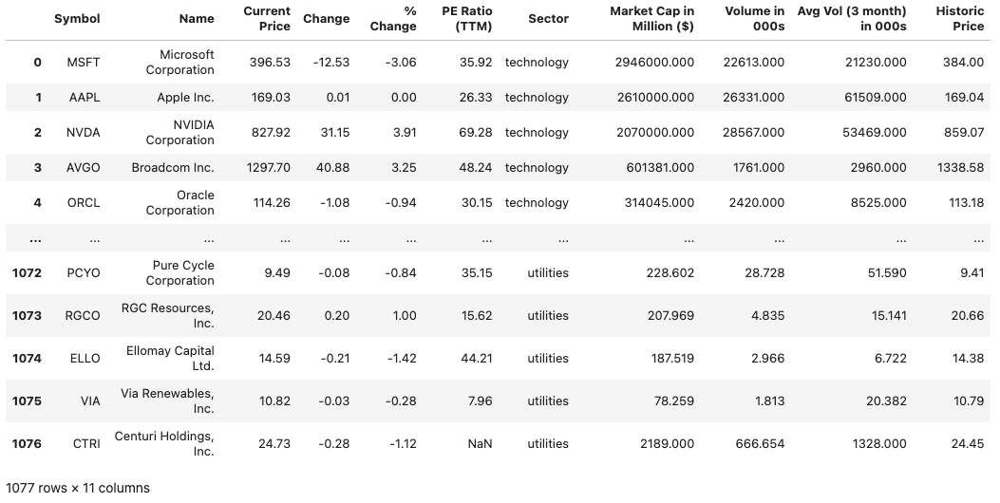 Symbol Name Current Price Change % Change PE Ratio (TTM) Sector Market Cap in Million ($) Volume in 000s Avg Vol (3 month) in 000s Historic Price
0 MSFT Microsoft Corporation 396.53 -12.53 -3.06 35.92 technology 2946000.000 22613.000 21230.000 384.00
1 AAPL Apple Inc. 169.03 0.01 0.00 26.33 technology 2610000.000 26331.000 61509.000 169.04
2 NVDA NVIDIA Corporation 827.92 31.15 3.91 69.28 technology 2070000.000 28567.000 53469.000 859.07
3 AVGO Broadcom Inc. 1297.70 40.88 3.25 48.24 technology 601381.000 1761.000 2960.000 1338.58
4 ORCL Oracle Corporation 114.26 -1.08 -0.94 30.15 technology 314045.000 2420.000 8525.000 113.18
... ... ... ... ... ... ... ... ... ... ... ...
1072 PCYO Pure Cycle Corporation 9.49 -0.08 -0.84 35.15 utilities 228.602 28.728 51.590 9.41
1073 RGCO RGC Resources, Inc. 20.46 0.20 1.00 15.62 utilities 207.969 4.835 15.141 20.66
1074 ELLO Ellomay Capital Ltd. 14.59 -0.21 -1.42 44.21 utilities 187.519 2.966 6.722 14.38
1075 VIA Via Renewables, Inc. 10.82 -0.03 -0.28 7.96 utilities 78.259 1.813 20.382 10.79
1076 CTRI Centuri Holdings, Inc. 24.73 -0.28 -1.12 NaN utilities 2189.000 666.654 1328.000 24.45
1077 rows × 11 columns